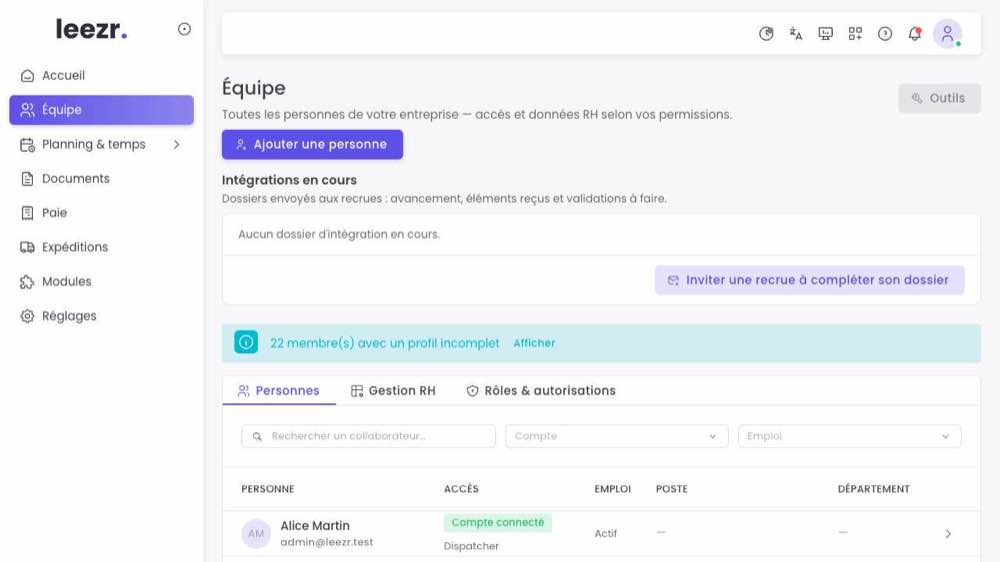 leezr.
Accueil
Équipe
Planning & temps
Documents
Paie
Expéditions
Modules
Réglages
Équipe
Toutes les personnes de votre entreprise — accès et données RH selon vos permissions.
Outils
Ajouter une personne
Intégrations en cours
Dossiers envoyés aux recrues : avancement, éléments reçus et validations à faire.
Aucun dossier d'intégration en cours.
Inviter une recrue à compléter son dossier
22 membre(s) avec un profil incomplet Afficher
Personnes Gestion RH Rôles & autorisations
Rechercher un collaborateur... Compte Emploi
PERSONNE ACCÈS EMPLOI POSTE DÉPARTEMENT
AM Alice Martin Compte connecté Actif — —
admin@leezr.test Dispatcher